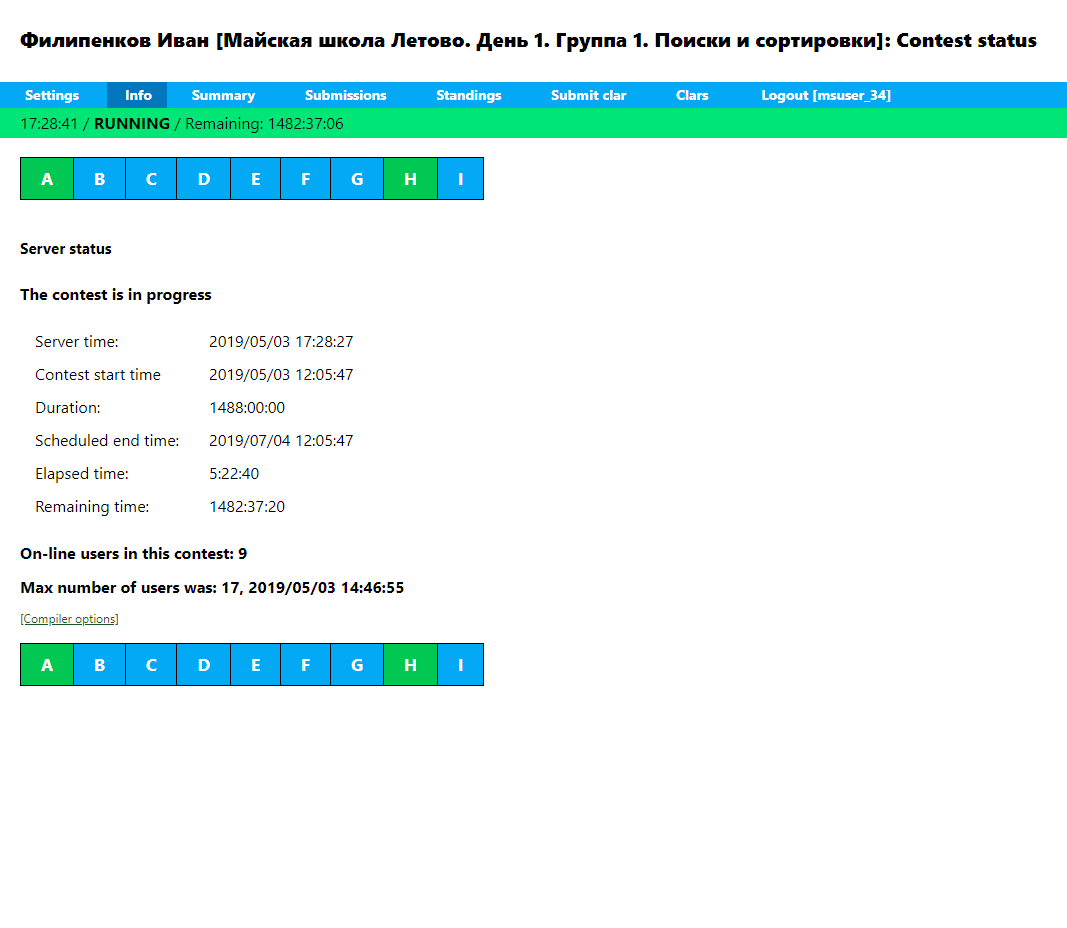 Филипенков Иван [Майская школа Летово. День 1. Группа 1. Поиски и сортировки]: Contest status
Settings Info Summary Submissions Standings Submit clar Clars Logout [msuser_34]
17:28:41 / RUNNING / Remaining: 1482:37:06
A B C D E F G H I
Server status
The contest is in progress
Server time: 2019/05/03 17:28:27
Contest start time 2019/05/03 12:05:47
Duration: 1488:00:00
Scheduled end time: 2019/07/04 12:05:47
Elapsed time: 5:22:40
Remaining time: 1482:37:20
On-line users in this contest: 9
Max number of users was: 17, 2019/05/03 14:46:55
[Compiler options]
A B C D E F G H I